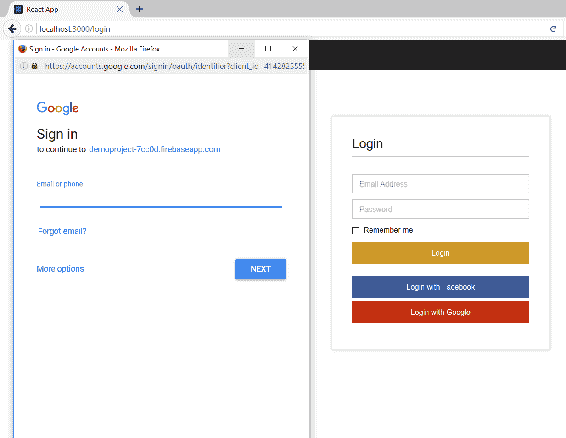 React App
localhost:3000/login
Sign in - Google Accounts - Mozilla Firefox
https://accounts.google.com/signin/oauth/identifier?client_id=414282555
Google
Sign in
to continue to demoproject-7cb0d.firebaseapp.com
Email or phone
Forgot email?
More options
NEXT
Login
Email Address
Password
Remember me
Login
Login with Facebook
Login with Google